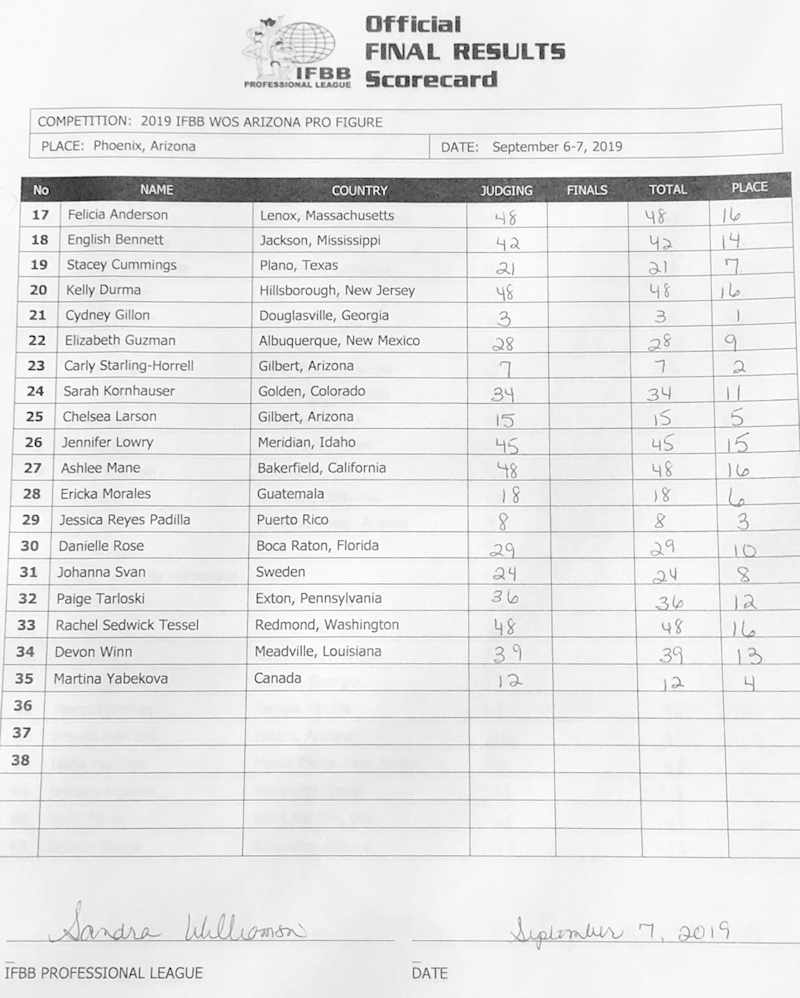 Official
FINAL RESULTS
Scorecard
IFBB
PROFESSIONAL LEAGUE
COMPETITION: 2019 IFBB WOS ARIZONA PRO FIGURE
PLACE: Phoenix, Arizona DATE: September 6-7, 2019
No NAME COUNTRY JUDGING FINALS TOTAL PLACE
17 Felicia Anderson Lenox, Massachusetts 48 48 16
18 English Bennett Jackson, Mississippi 42 42 14
19 Stacey Cummings Plano, Texas 21 21 7
20 Kelly Durma Hillsborough, New Jersey 48 48 16
21 Cydney Gillon Douglasville, Georgia 3 3 1
22 Elizabeth Guzman Albuquerque, New Mexico 28 28 9
23 Carly Starling-Horrell Gilbert, Arizona 7 7 2
24 Sarah Kornhauser Golden, Colorado 34 34 11
25 Chelsea Larson Gilbert, Arizona 15 15 5
26 Jennifer Lowry Meridian, Idaho 45 45 15
27 Ashlee Mane Bakerfield, California 48 48 16
28 Ericka Morales Guatemala 18 18 6
29 Jessica Reyes Padilla Puerto Rico 8 8 3
30 Danielle Rose Boca Raton, Florida 29 29 10
31 Johanna Svan Sweden 24 24 8
32 Paige Tarloski Exton, Pennsylvania 36 36 12
33 Rachel Sedwick Tessel Redmond, Washington 48 48 16
34 Devon Winn Meadville, Louisiana 39 39 13
35 Martina Yabekova Canada 12 12 4
36
37
38
Sandra Williamson September 7, 2019
IFBB PROFESSIONAL LEAGUE DATE